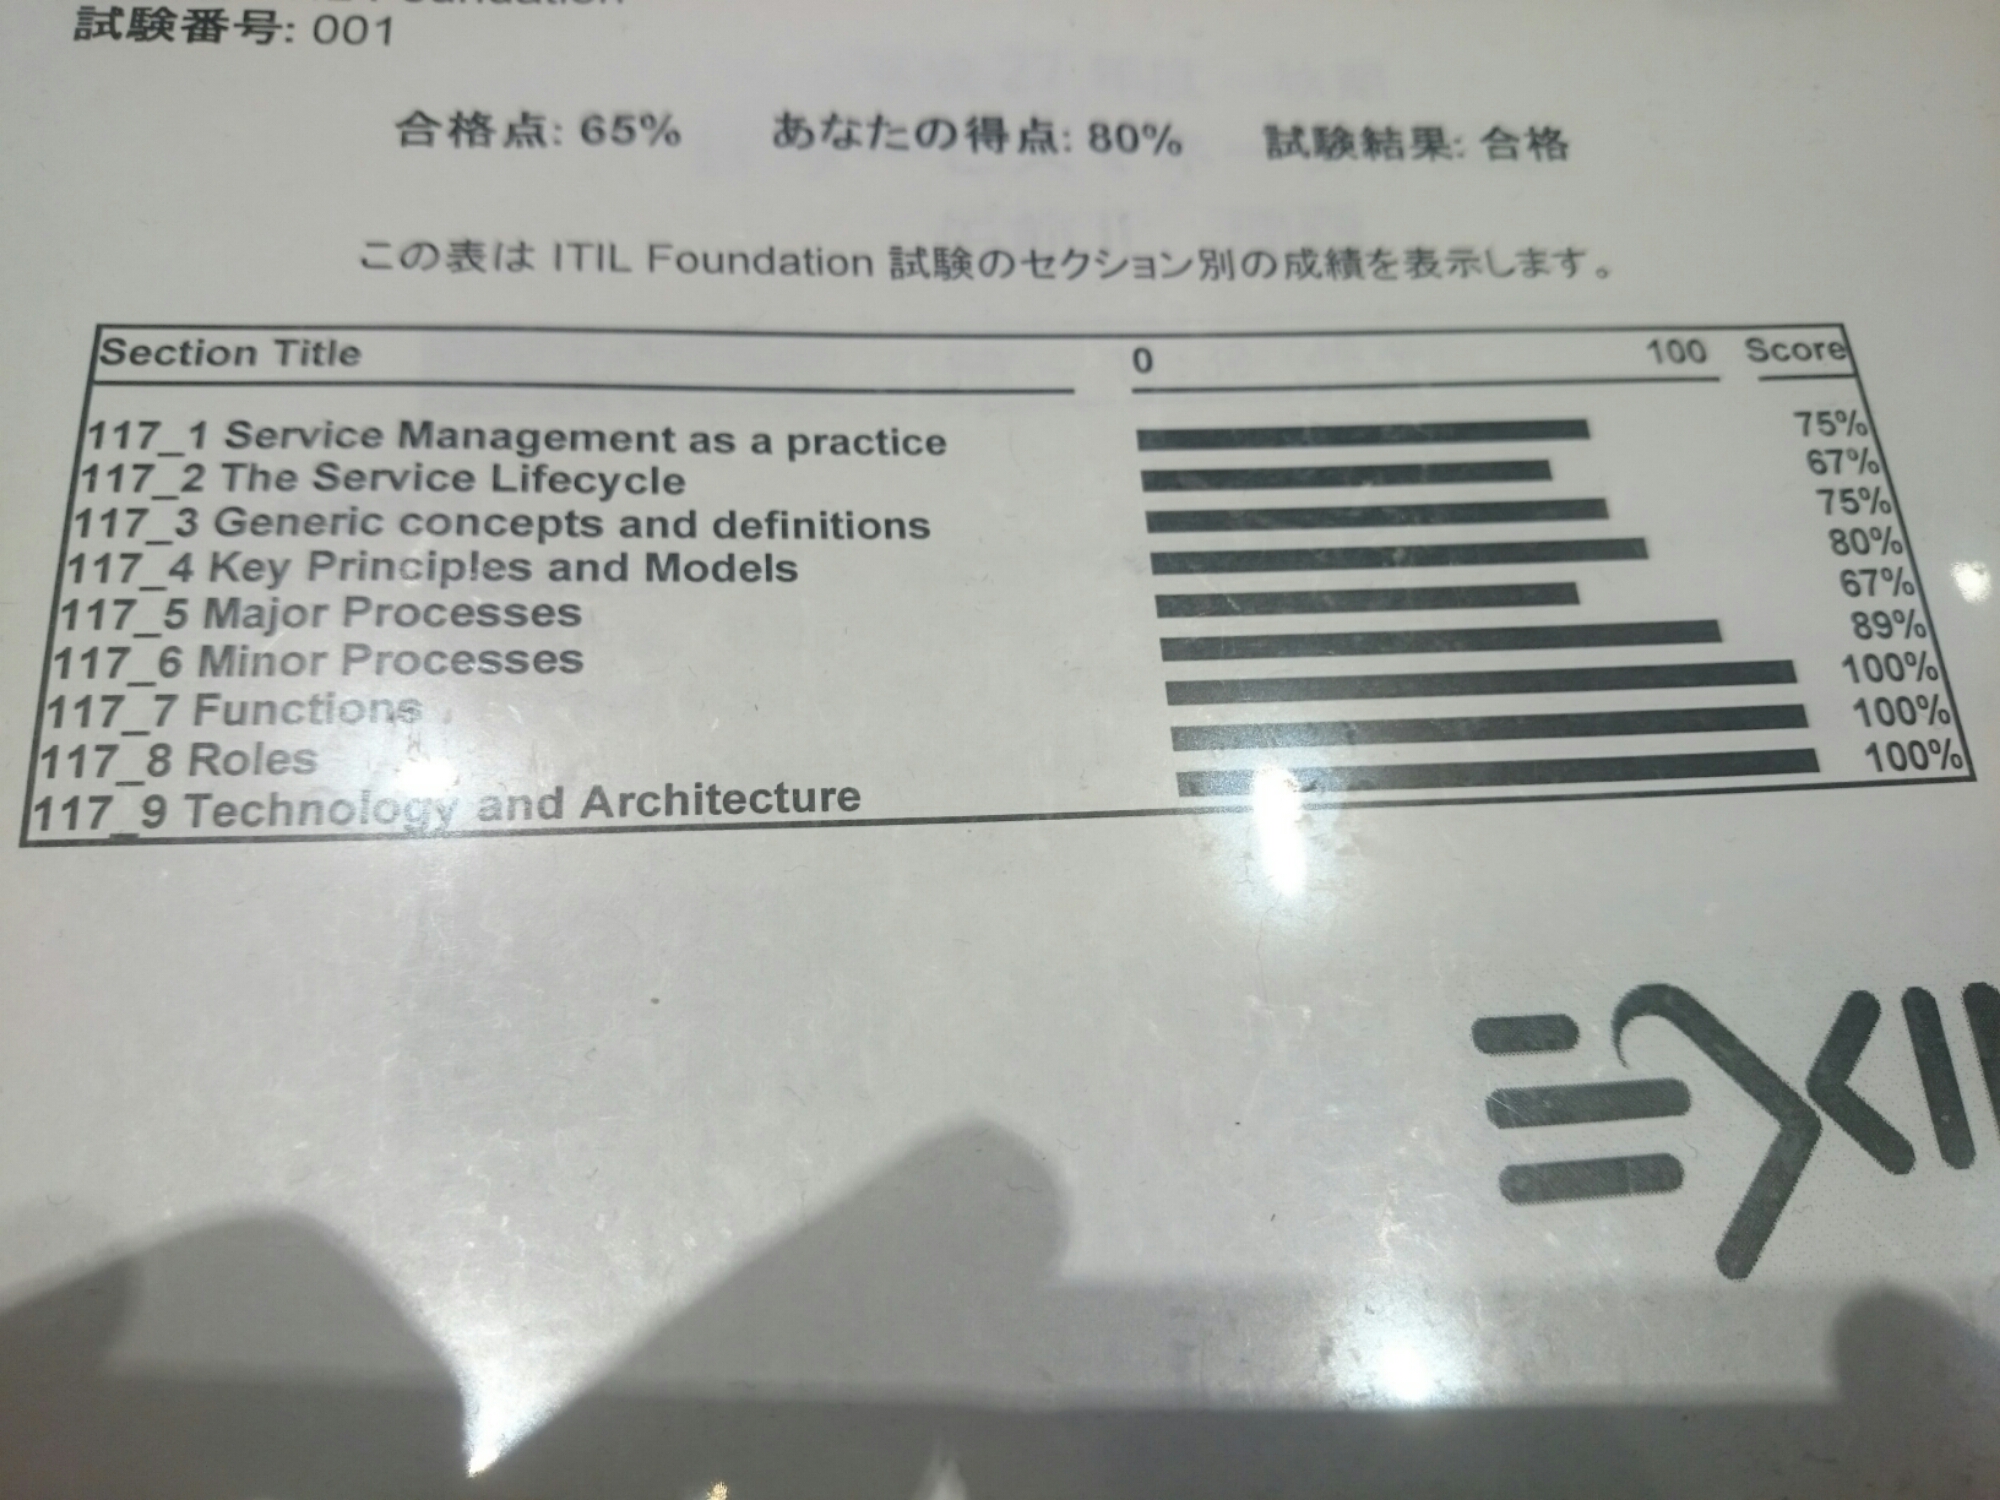 Foundation
試験番号: 001
合格点: 65% あなたの得点: 80% 試験結果: 合格
この表は ITIL Foundation 試験のセクション別の成績を表示します。
Section Title 0 100 Score
117_1 Service Management as a practice 75%
117_2 The Service Lifecycle 67%
117_3 Generic concepts and definitions 75%
117_4 Key Principles and Models 80%
117_5 Major Processes 67%
117_6 Minor Processes 89%
117_7 Functions 100%
117_8 Roles 100%
117_9 Technology and Architecture 100%
EXIN